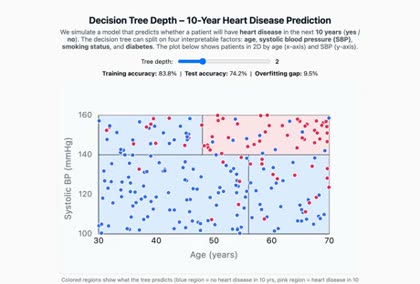 Decision Tree Depth – 10-Year Heart Disease Prediction
We simulate a model that predicts whether a patient will have heart disease in the next 10 years (yes /
no). The decision tree can split on four interpretable factors: age, systolic blood pressure (SBP),
smoking status, and diabetes. The plot below shows patients in 2D by age (x-axis) and SBP (y-axis).
Tree depth: 2
Training accuracy: 83.8% | Test accuracy: 74.2% | Overfitting gap: 9.5%
160
140
120
100
Systolic BP (mmHg)
30 40 50 60 70
Age (years)
Colored regions show what the tree predicts (blue region = no heart disease in 10 yrs, pink region = heart disease in 10